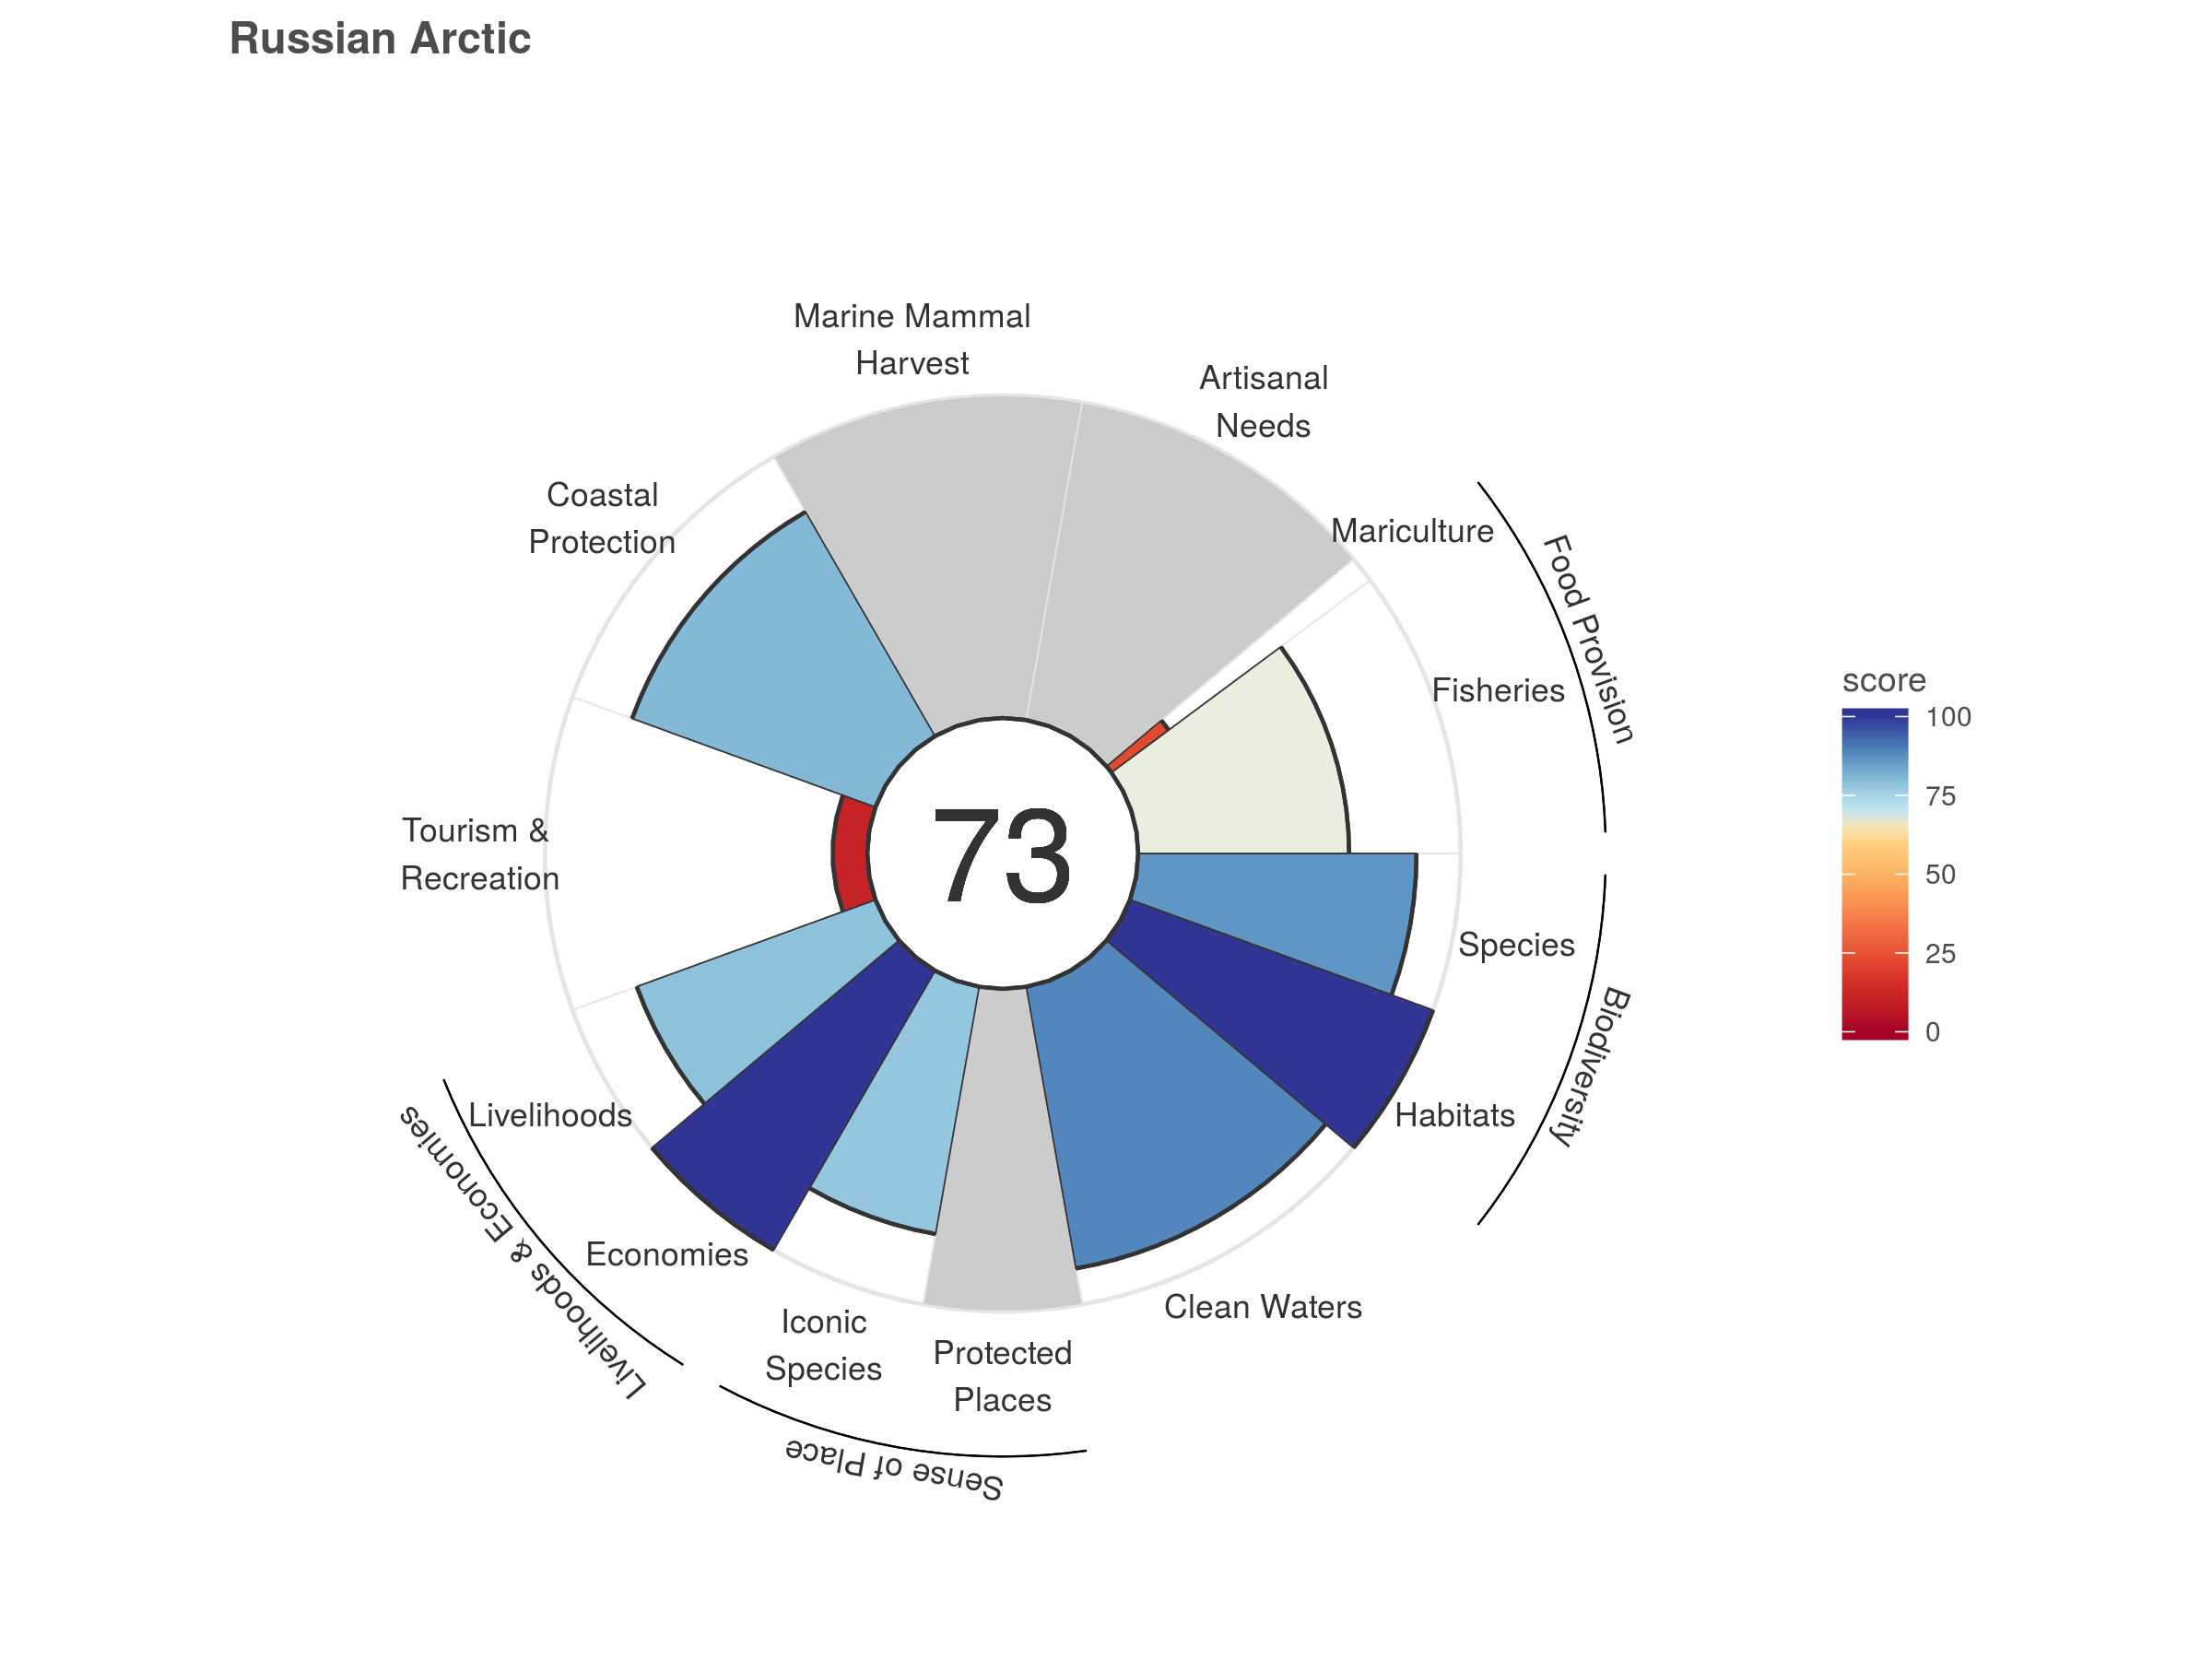 Russian Arctic
Marine Mammal
Harvest
Artisanal
Needs
Coastal
Protection
Mariculture
Food Provision
Fisheries
score
100
75
50
25
0
Tourism &
Recreation
73
Species
Biodiversity
Habitats
Livelihoods
Livelihoods & Economies
Economies
Clean Waters
Iconic
Species
Protected
Places
Sense of Place